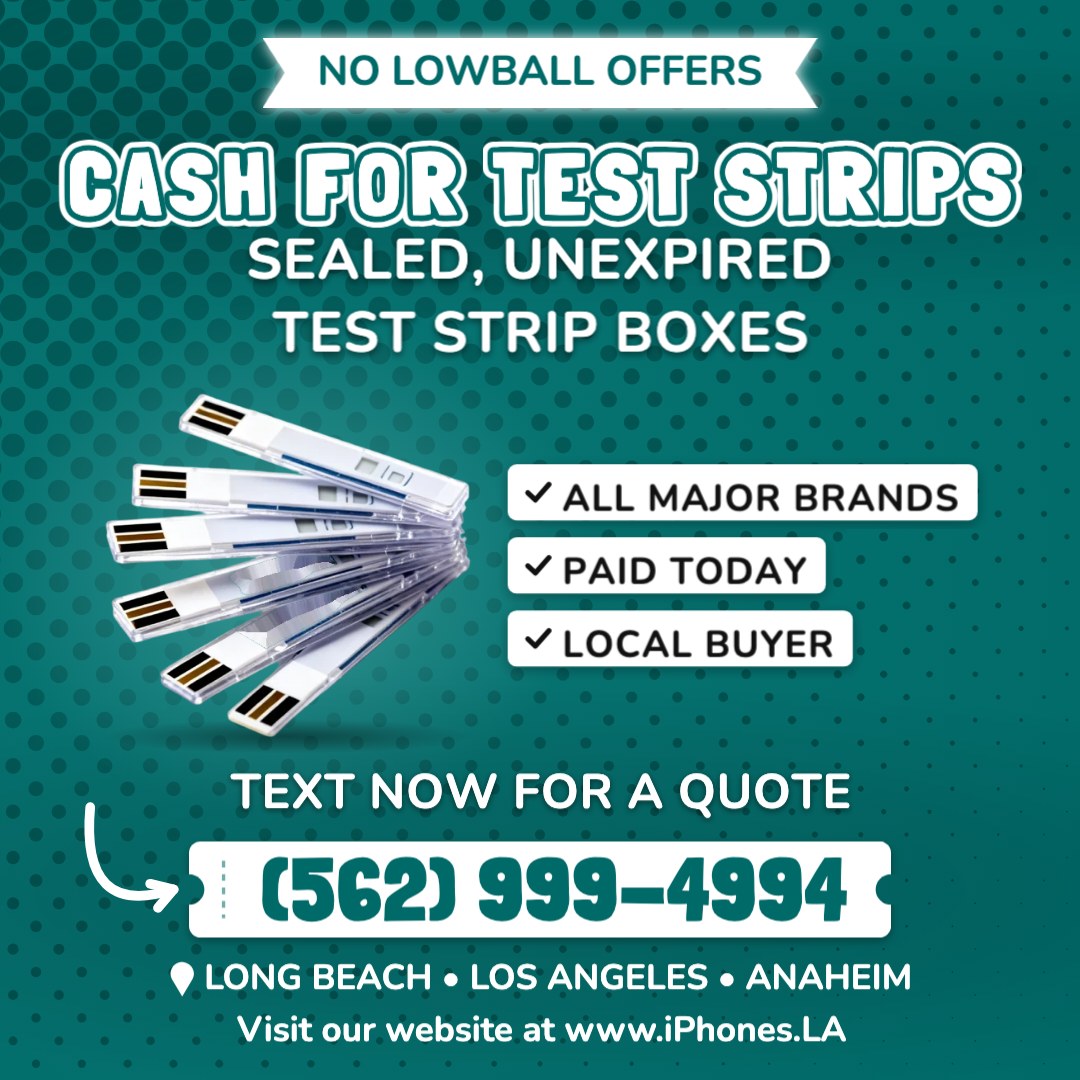 NO LOWBALL OFFERS
CASH FOR TEST STRIPS
SEALED, UNEXPIRED
TEST STRIP BOXES
ALL MAJOR BRANDS
PAID TODAY
LOCAL BUYER
TEXT NOW FOR A QUOTE
(562) 999-4994
LONG BEACH • LOS ANGELES • ANAHEIM
Visit our website at www.iPhones.LA